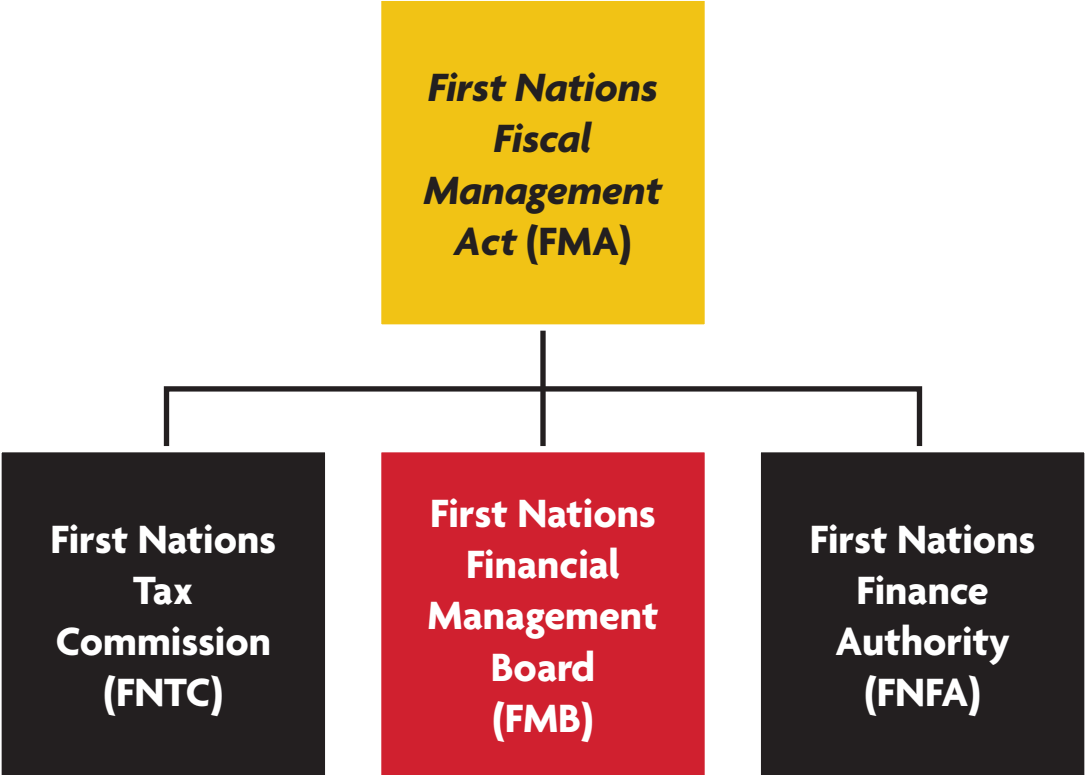 First Nations
Fiscal
Management
Act (FMA)
First Nations
Tax
Commission
(FNTC)
First Nations
Financial
Management
Board
(FMB)
First Nations
Finance
Authority
(FNFA)